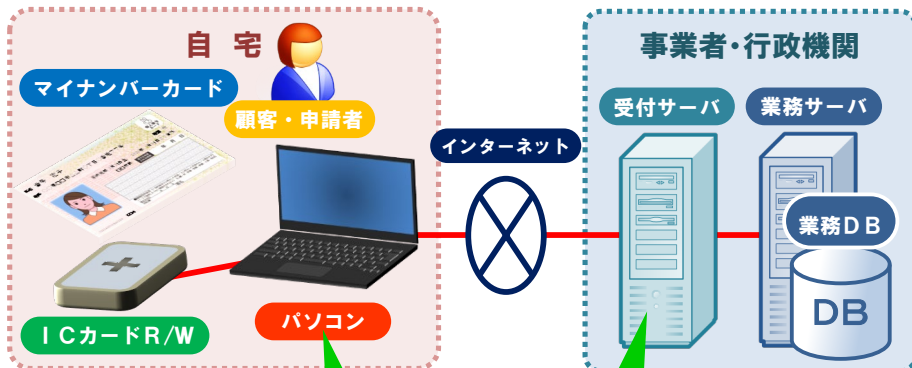 自 宅
マイナンバーカード
顧客・申請者
ICカードR/W
パソコン
インターネット
事業者・行政機関
受付サーバ
業務サーバ
業務DB
DB